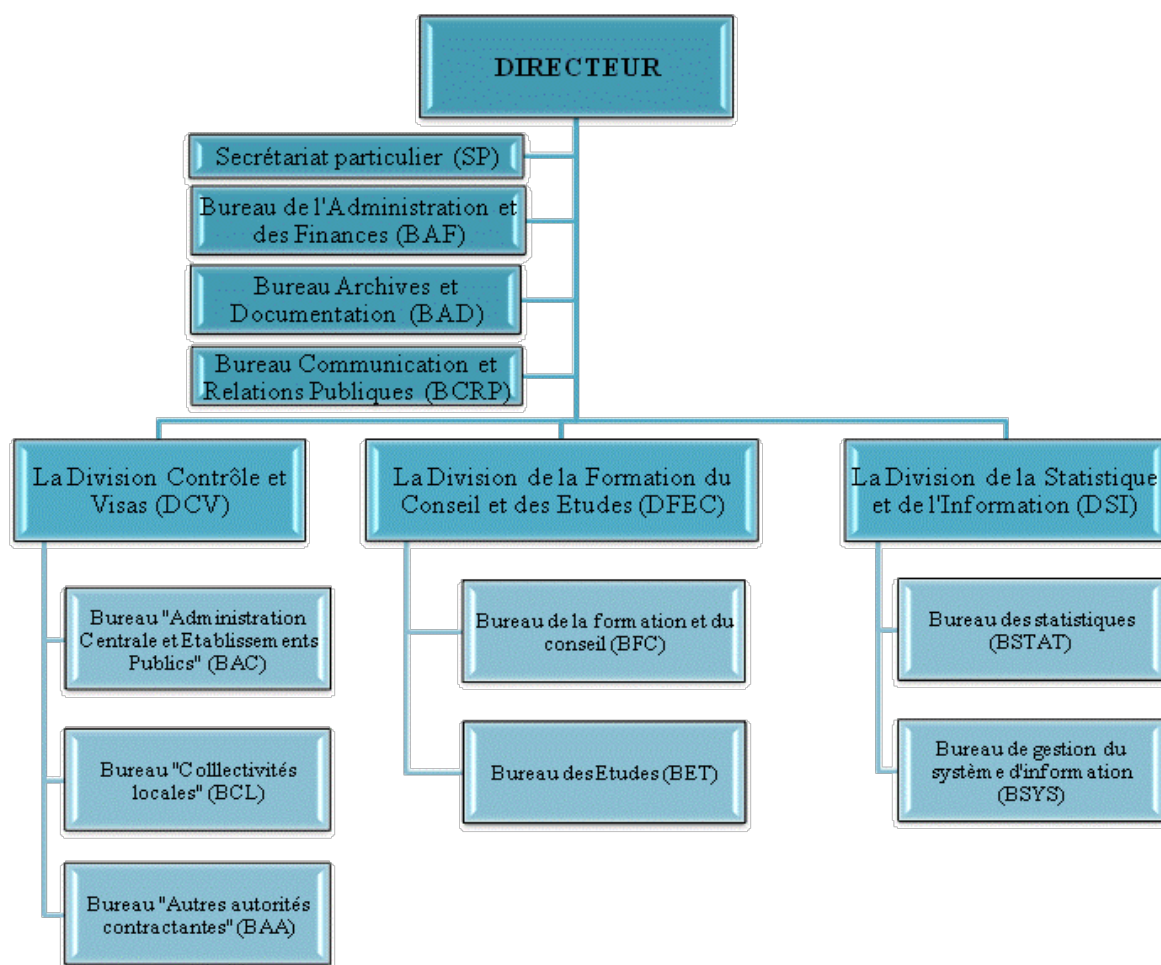 DIRECTEUR
Secrétariat particulier (SP)
Bureau de l'Administration et
des Finances (BAF)
Bureau Archives et
Documentation (BAD)
Bureau Communication et
Relations Publiques (BCRP)
La Division Contrôle et
Visas (DCV)
La Division de la Formation du
Conseil et des Etudes (DFEC)
La Division de la Statistique
et de l'Information (DSI)
Bureau "Administration
Centrale et Etablissements
Publics" (BAC)
Bureau "Colllectivités
locales" (BCL)
Bureau "Autres autorités
contractantes" (BAA)
Bureau de la formation et du
conseil (BFC)
Bureau des Etudes (BET)
Bureau des statistiques
(BSTAT)
Bureau de gestion du
système d'information
(BSYS)